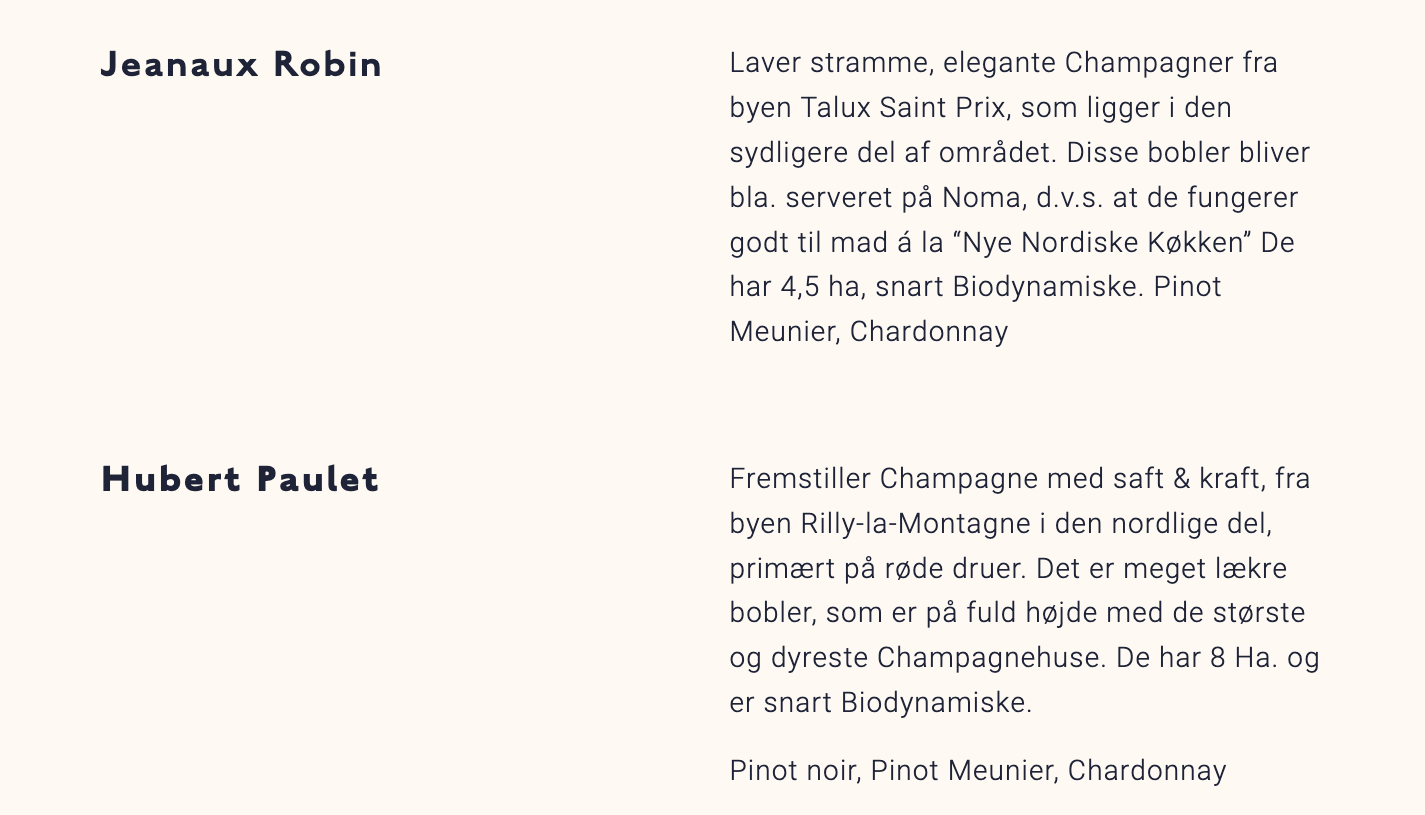 Jeanaux Robin
Laver stramme, elegante Champagner fra
byen Talux Saint Prix, som ligger i den
sydligere del af området. Disse bobler bliver
bla. serveret på Noma, d.v.s. at de fungerer
godt til mad á la “Nye Nordiske Køkken” De
har 4,5 ha, snart Biodynamiske. Pinot
Meunier, Chardonnay
Hubert Paulet
Fremstiller Champagne med saft & kraft, fra
byen Rilly-la-Montagne i den nordlige del,
primært på røde druer. Det er meget lækre
bobler, som er på fuld højde med de største
og dyreste Champagnehuse. De har 8 Ha. og
er snart Biodynamiske.
Pinot noir, Pinot Meunier, Chardonnay